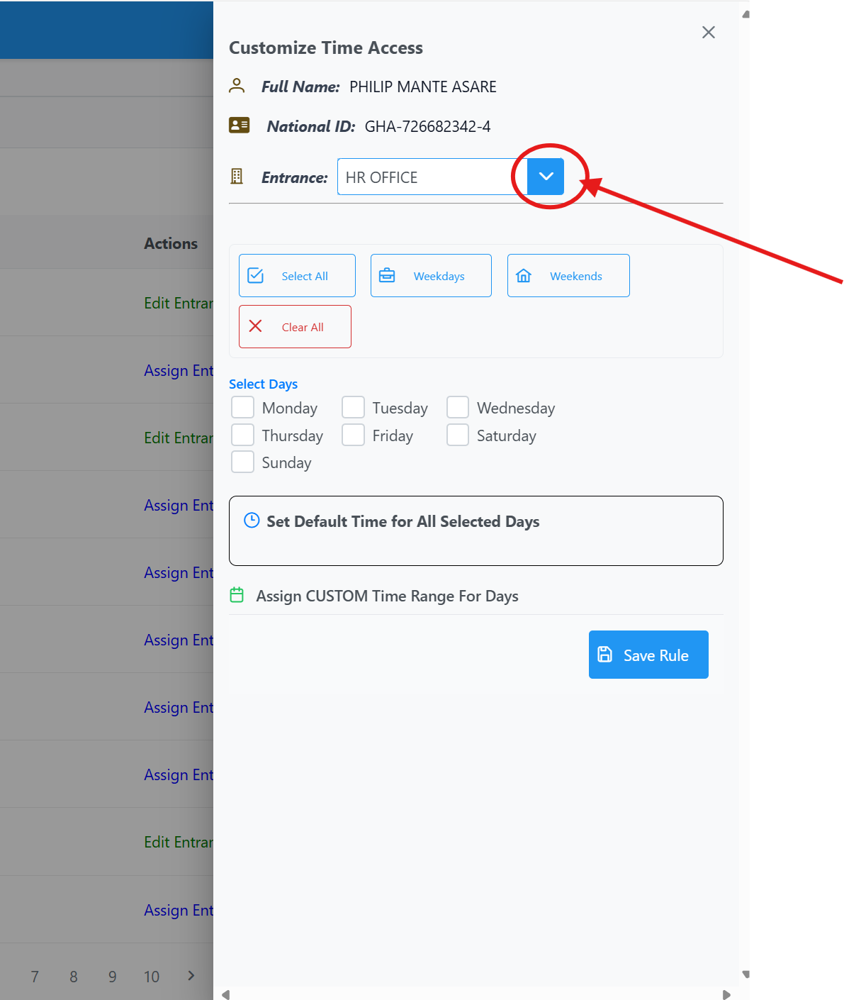 Customize Time Access
Full Name: PHILIP MANTE ASARE
National ID: GHA-726682342-4
Entrance: HR OFFICE
Actions
Select All Weekdays Weekends
Edit Entrar
Clear All
Assign Ent
Select Days
Monday Tuesday Wednesday
Thursday Friday Saturday
Edit Entrar
Sunday
Assign Ent
Set Default Time for All Selected Days
Assign Ent
Assign CUSTOM Time Range For Days
Assign Ent
Save Rule
Assign Ent
Assign Ent
Edit Entrar
Assign Ent
7 8 9 10